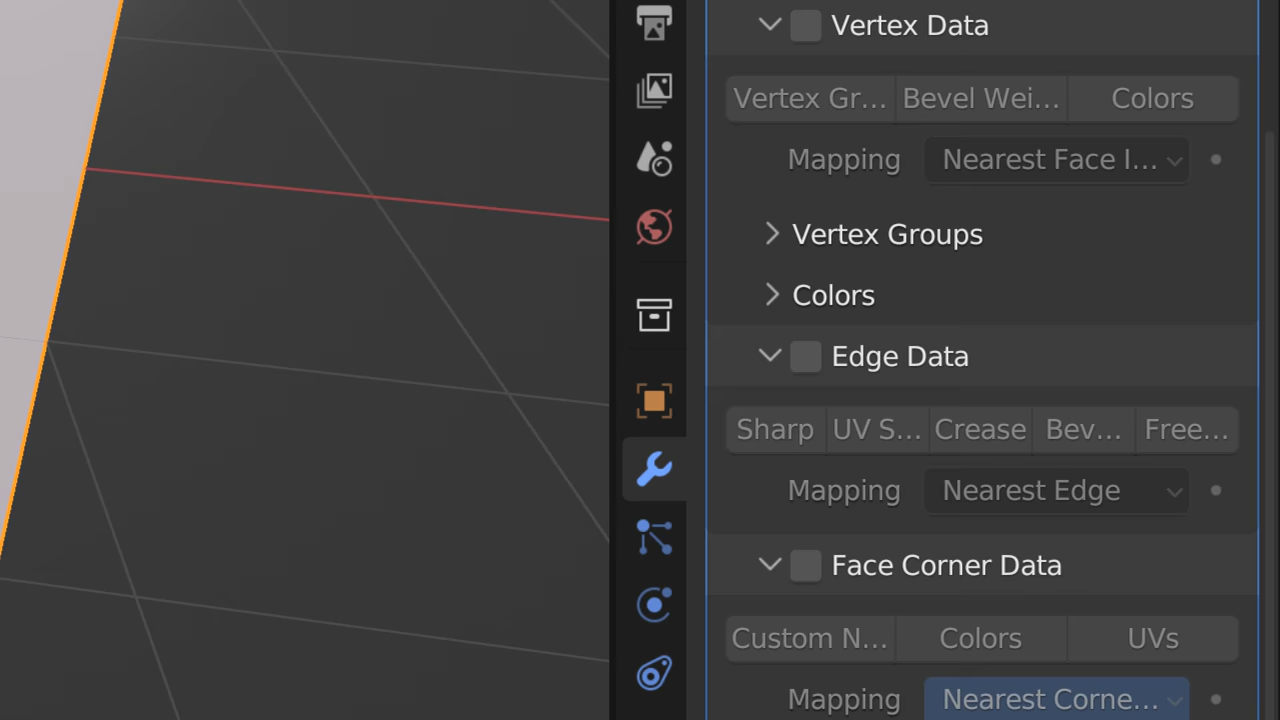 Vertex Data
Vertex Gr... Bevel Wei... Colors
Mapping Nearest Face I...
Vertex Groups
Colors
Edge Data
Sharp UV S... Crease Bev... Free...
Mapping Nearest Edge
Face Corner Data
Custom N... Colors UVs
Mapping Nearest Corne...